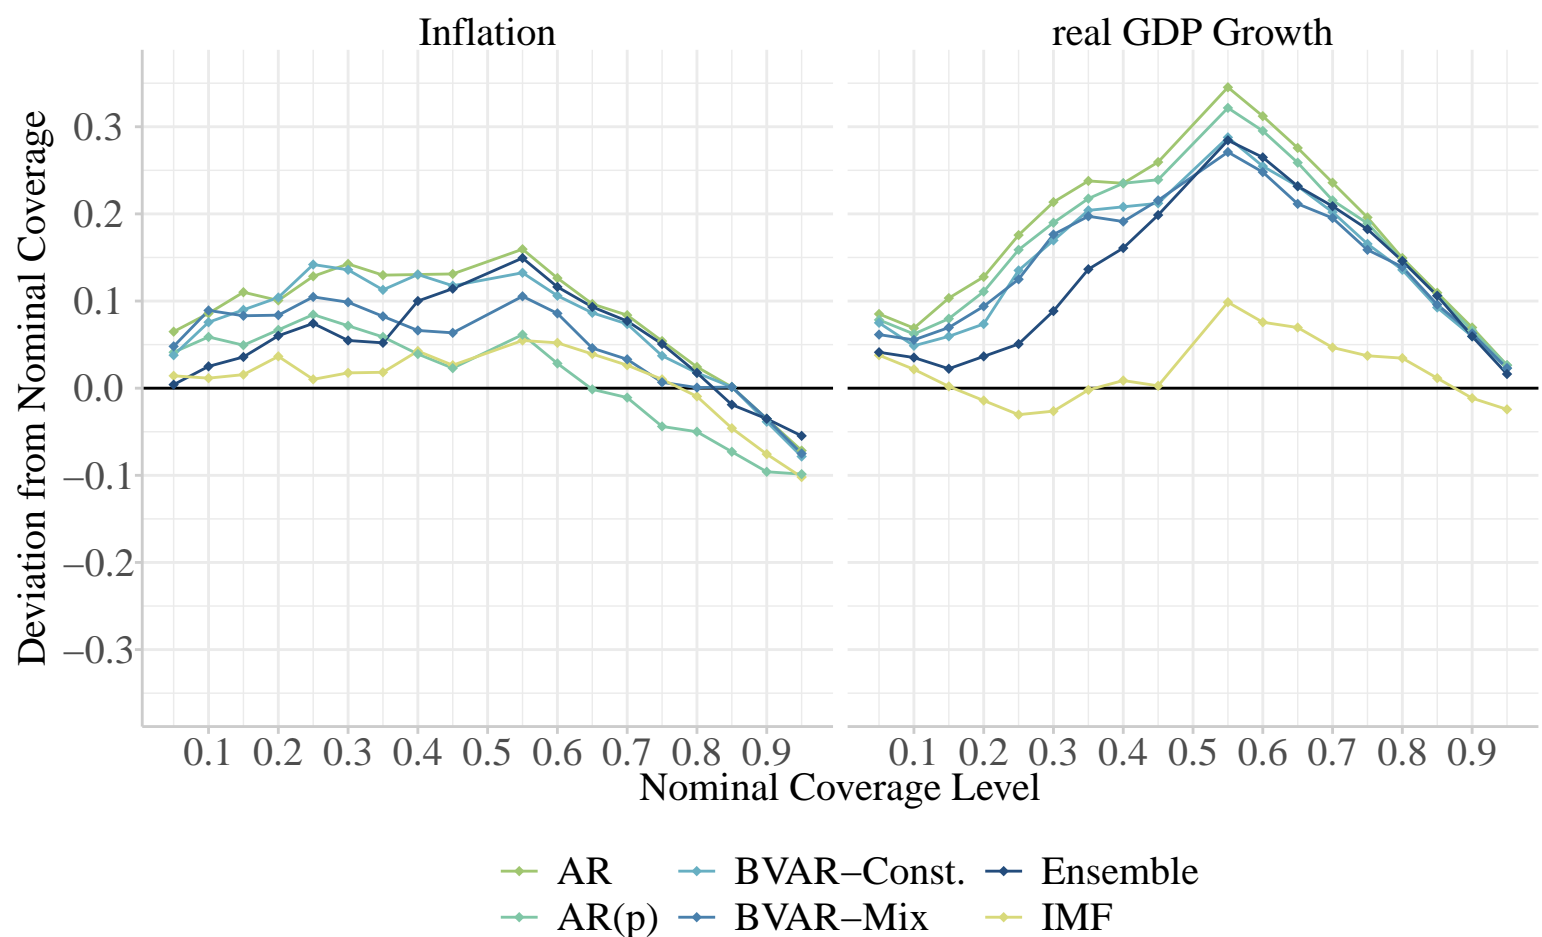 Inflation real GDP Growth
Deviation from Nominal Coverage
0.3
0.2
0.1
0.0
−0.1
−0.2
−0.3
0.1 0.2 0.3 0.4 0.5 0.6 0.7 0.8 0.9 0.1 0.2 0.3 0.4 0.5 0.6 0.7 0.8 0.9
Nominal Coverage Level
AR BVAR−Const. Ensemble
AR(p) BVAR−Mix IMF